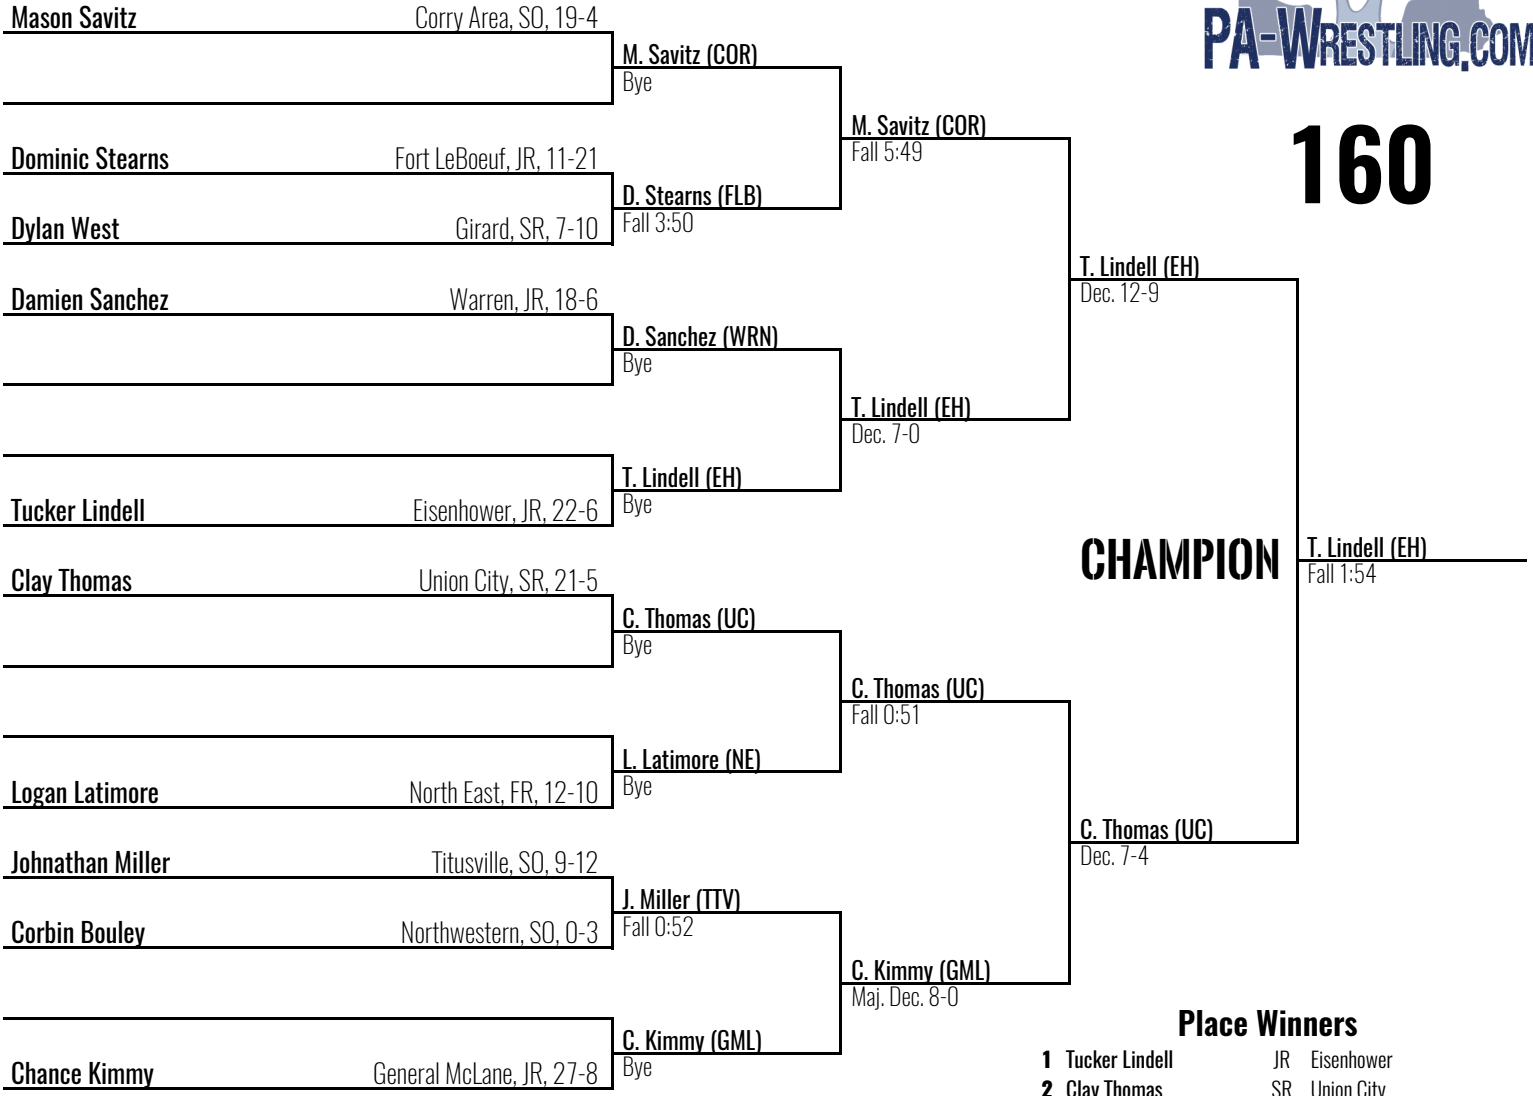 Mason Savitz Corry Area, SO, 19-4
PA-WRESTLING.COM
M. Savitz (COR)
Bye
M. Savitz (COR)
Fall 5:49
160
Dominic Stearns Fort LeBoeuf, JR, 11-21
D. Stearns (FLB)
Fall 3:50
Dylan West Girard, SR, 7-10
T. Lindell (EH)
Dec. 12-9
Damien Sanchez Warren, JR, 18-6
D. Sanchez (WRN)
Bye
T. Lindell (EH)
Dec. 7-0
T. Lindell (EH)
Bye
Tucker Lindell Eisenhower, JR, 22-6
CHAMPION
T. Lindell (EH)
Fall 1:54
Clay Thomas Union City, SR, 21-5
C. Thomas (UC)
Bye
C. Thomas (UC)
Fall 0:51
L. Latimore (NE)
Bye
Logan Latimore North East, FR, 12-10
C. Thomas (UC)
Dec. 7-4
Johnathan Miller Titusville, SO, 9-12
J. Miller (TTV)
Fall 0:52
Corbin Bouley Northwestern, SO, 0-3
C. Kimmy (GML)
Maj. Dec. 8-0
C. Kimmy (GML)
Bye
Chance Kimmy General McLane, JR, 27-8
Place Winners
1 Tucker Lindell JR Eisenhower
2 Clay Thomas SR Union City